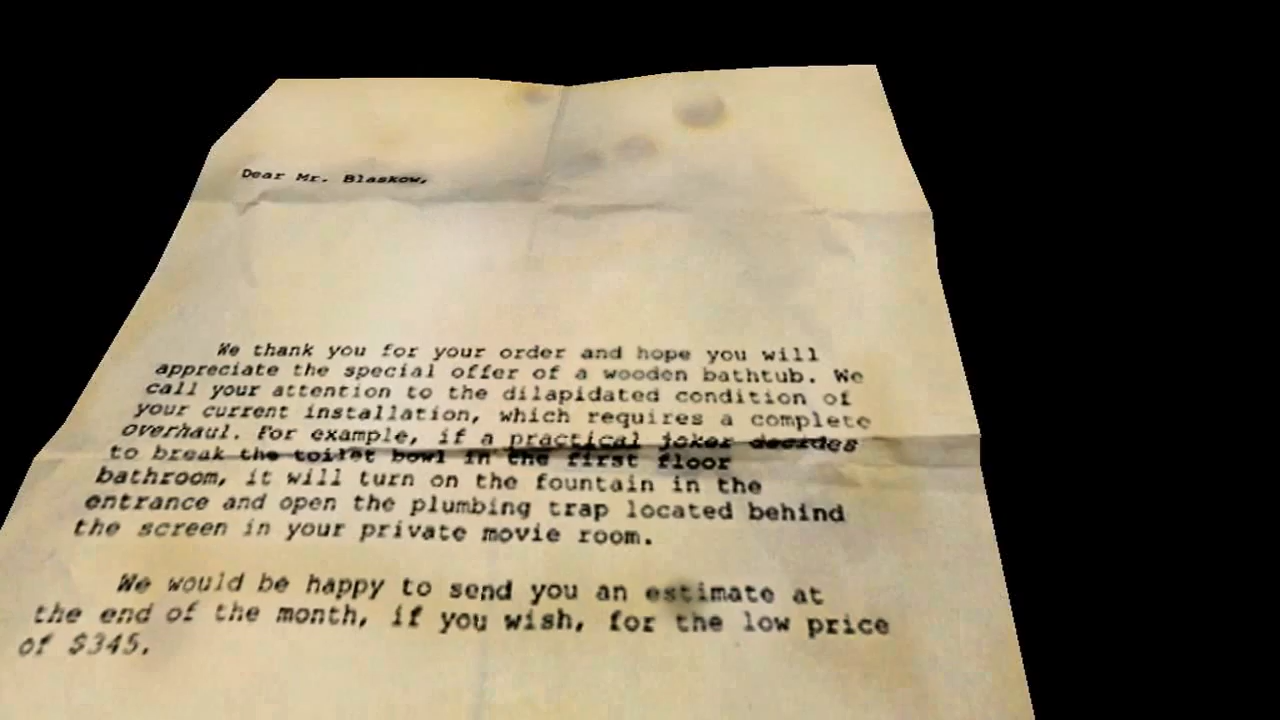 Dear Mr. Blaskow,
We thank you for your order and hope you will
appreciate the special offer of a wooden bathtub. We
call your attention to the dilapidated condition of
your current installation, which requires a complete
overhaul. For example, if a practical joker decides
to break the toilet bowl in the first floor
bathroom, it will turn on the fountain in the
entrance and open the plumbing trap located behind
the screen in your private movie room.
We would be happy to send you an estimate at
the end of the month, if you wish, for the low price
of $345.